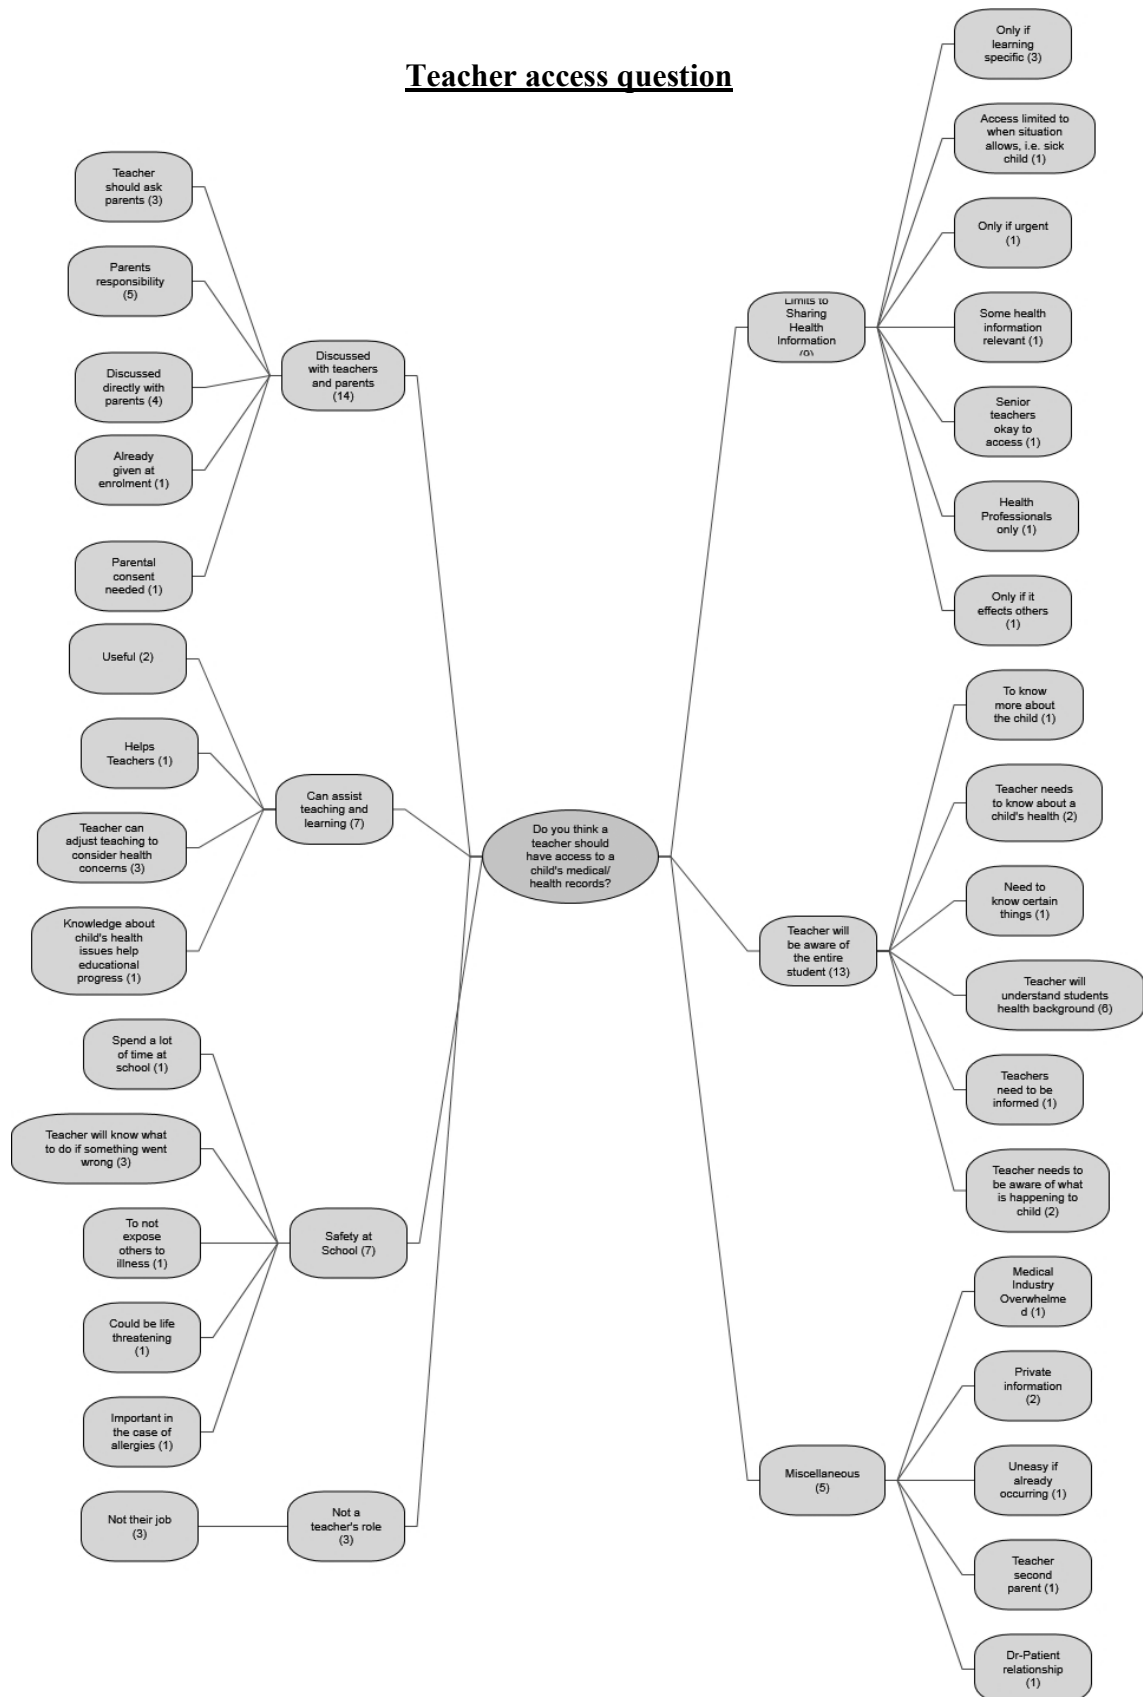 Teacher access question
Teacher
should ask
parents (3)
Parents
responsibility
(5)
Discussed
directly with
parents (4)
Already
given at
enrolment (1)
Parental
consent
needed (1)
Discussed
with teachers
and parents
(14)
Useful (2)
Helps
Teachers (1)
Teacher can
adjust teaching to
consider health
concerns (3)
Knowledge about
child's health
issues help
educational
progress (1)
Can assist
teaching and
learning (7)
Spend a lot
of time at
school (1)
Teacher will know what
to do if something went
wrong (3)
To not
expose
others to
illness (1)
Could be life
threatening
(1)
Important in
the case of
allergies (1)
Safety at
School (7)
Not their job
(3)
Not a
teacher's role
(3)
Do you think a
teacher should
have access to a
child's medical/
health records?
Limits to
Sharing
Health
Information
(9)
Only if
learning
specific (3)
Access limited to
when situation
allows, i.e. sick
child (1)
Only if urgent
(1)
Some health
information
relevant (1)
Senior
teachers
okay to
access (1)
Health
Professionals
only (1)
Only if it
effects others
(1)
Teacher will
be aware of
the entire
student (13)
To know
more about
the child (1)
Teacher needs
to know about a
child's health (2)
Need to
know certain
things (1)
Teacher will
understand students
health background (6)
Teachers
need to be
informed (1)
Teacher needs to
be aware of what
is happening to
child (2)
Miscellaneous
(5)
Medical
Industry
Overwhelme
d (1)
Private
information
(2)
Uneasy if
already
occurring (1)
Teacher
second
parent (1)
Dr-Patient
relationship
(1)